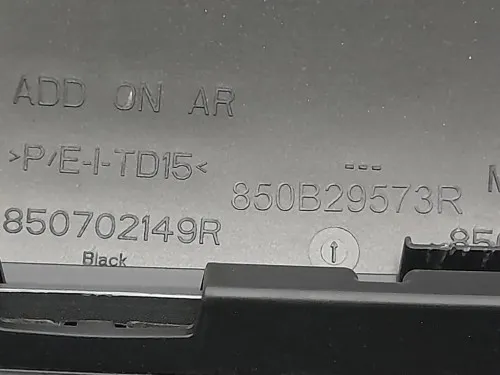 ADD ON AR
>P/E-I-TD15<
850702149R
Black
---
850B29573R